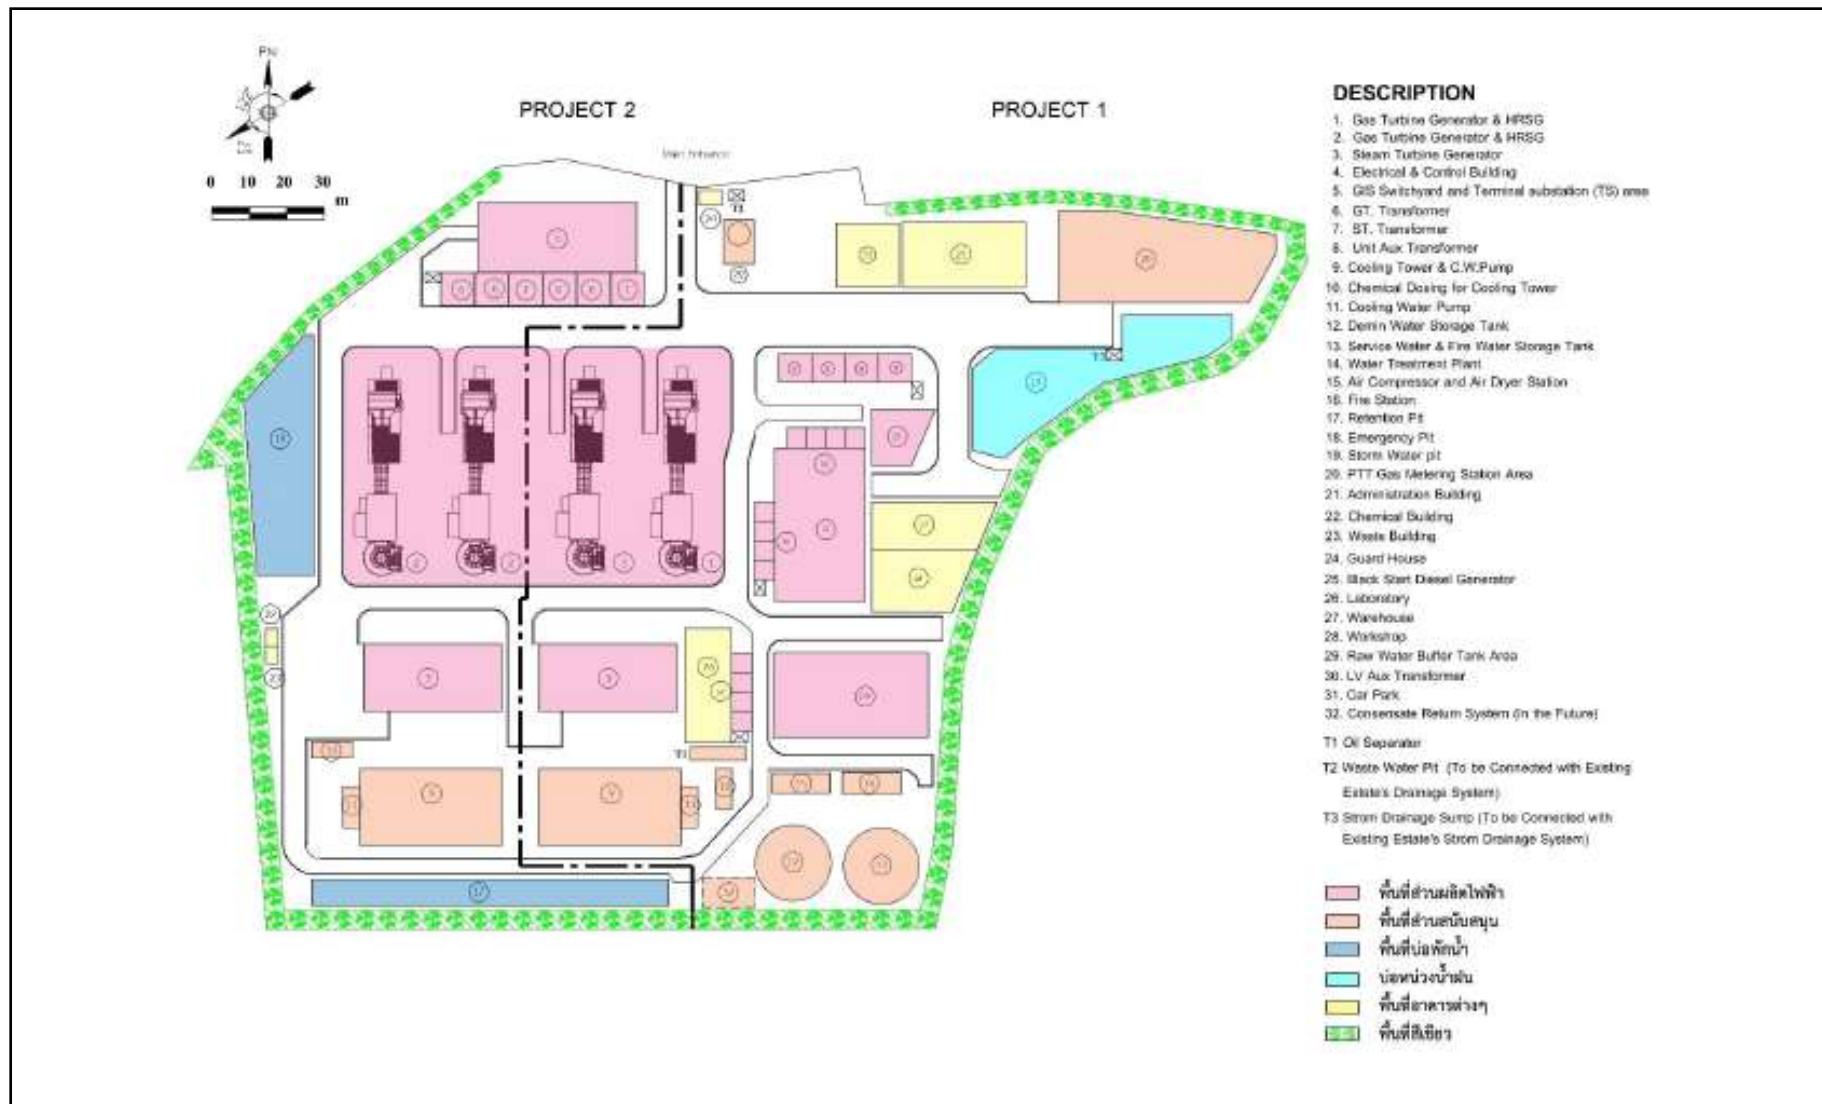 PROJECT 2
PROJECT 1
Main Entrance
0 10 20 30
m
DESCRIPTION
1. Gas Turbine Generator & HRSG
2. Gas Turbine Generator & HRSG
3. Steam Turbine Generator
4. Electrical & Control Building
5. GIS Switchyard and Terminal substation (TS) area
6. GT. Transformer
7. ST. Transformer
8. Unit Aux Transformer
9. Cooling Tower & C.W.Pump
10. Chemical Dosing for Cooling Tower
11. Cooling Water Pump
12. Demin Water Storage Tank
13. Service Water & Fire Water Storage Tank
14. Water Treatment Plant
15. Air Compressor and Air Dryer Station
16. Fire Station
17. Retention Pit
18. Emergency Pit
19. Storm Water pit
20. PTT Gas Metering Station Area
21. Administration Building
22. Chemical Building
23. Waste Building
24. Guard House
25. Black Start Diesel Generator
26. Laboratory
27. Warehouse
28. Workshop
29. Raw Water Buffer Tank Area
30. LV Aux Transformer
31. Car Park
32. Consensate Return System (in the Future)
T1 Oil Separator
T2 Waste Water Pit (To be Connected with Existing
Estate's Drainage System)
T3 Strom Drainage Sump (To be Connected with
Existing Estate's Strom Drainage System)
พื้นที่ส่วนผลิตไฟฟ้า
พื้นที่ส่วนสนับสนุน
พื้นที่บ่อพักน้ำ
บ่อหน่วงน้ำฝน
พื้นที่อาคารต่างๆ
พื้นที่สีเขียว